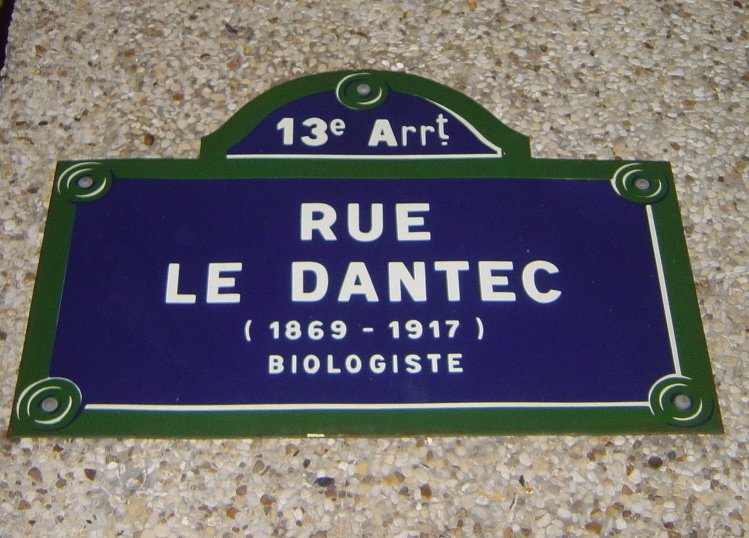 13e Arrt.
RUE
LE DANTEC
( 1869 - 1917 )
BIOLOGISTE